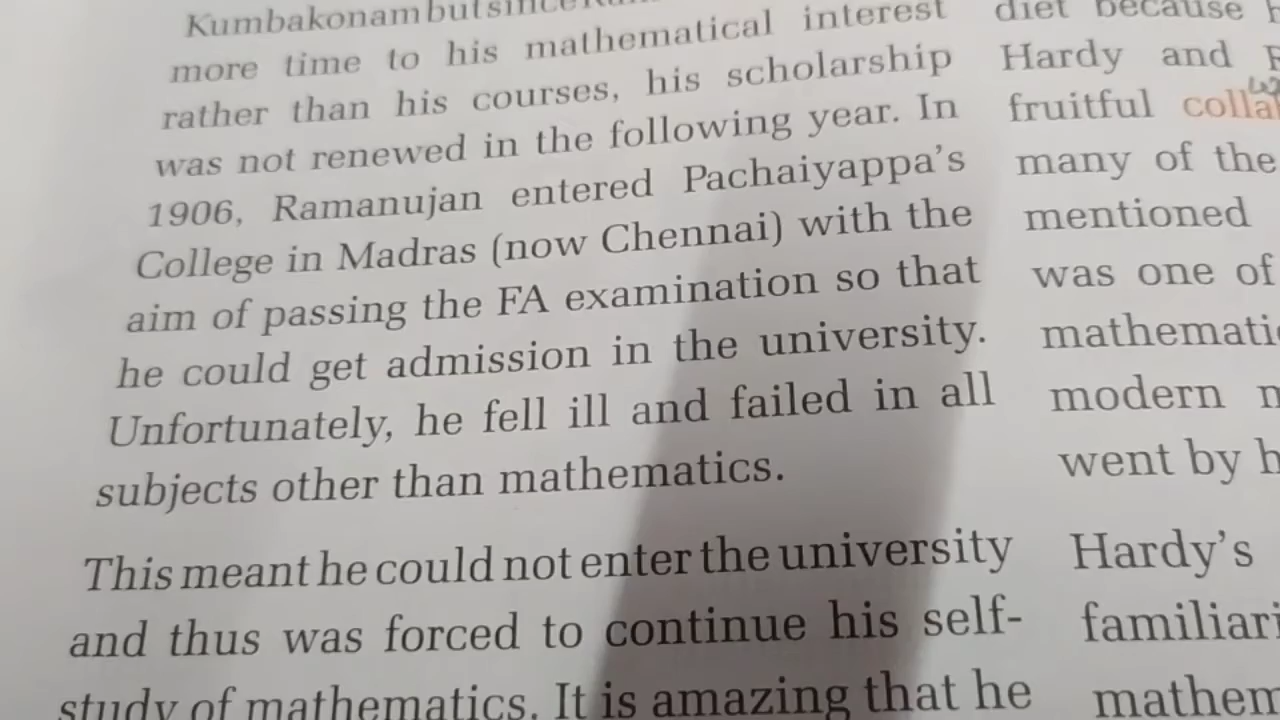 Kumbakonam but since
more time to his mathematical interest
rather than his courses, his scholarship
was not renewed in the following year. In
1906, Ramanujan entered Pachaiyappa's
College in Madras (now Chennai) with the
aim of passing the FA examination so that
he could get admission in the university.
Unfortunately, he fell ill and failed in all
subjects other than mathematics.
This meant he could not enter the university
and thus was forced to continue his self-
study of mathematics. It is amazing that he
diet because
Hardy and
fruitful
many of the
mentioned
was one of
modern
went by
Hardy's